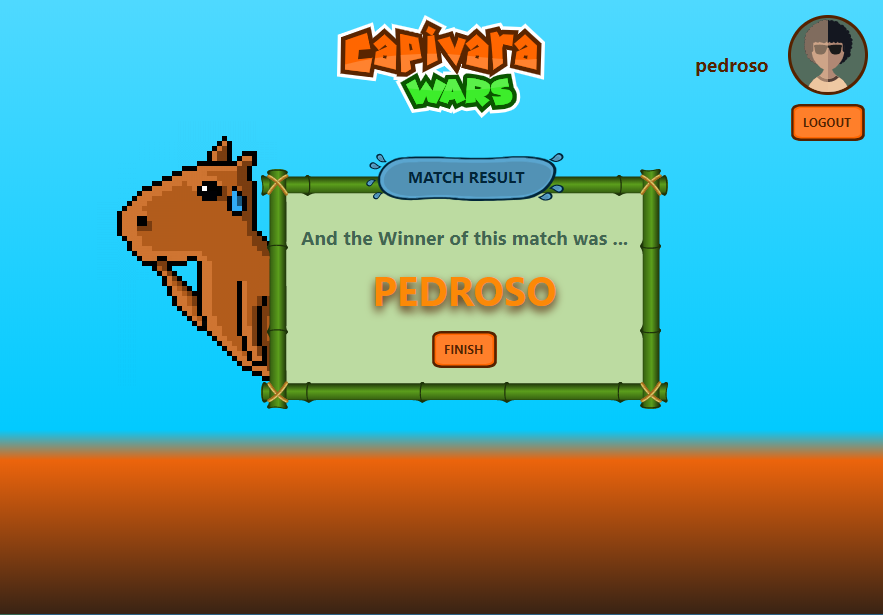 Capivara
WARS
pedroso
LOGOUT
MATCH RESULT
And the Winner of this match was ...
PEDROSO
FINISH